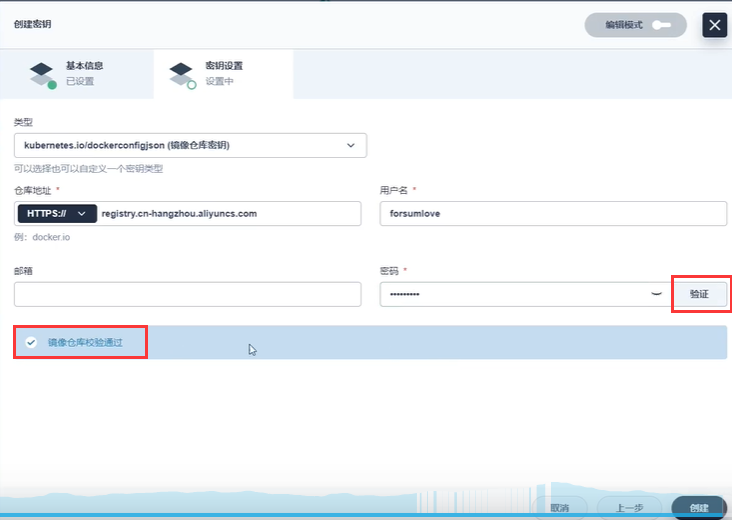 创建密钥
编辑模式
基本信息
已设置
密钥设置
设置中
类型
kubernetes.io/dockerconfigjson (镜像仓库密钥)
可以选择也可以自定义一个密钥类型
仓库地址 *
用户名 *
HTTPS:// registry.cn-hangzhou.aliyuncs.com
forsumlove
例：docker.io
邮箱
密码 *
验证
镜像仓库校验通过
取消
上一步
创建